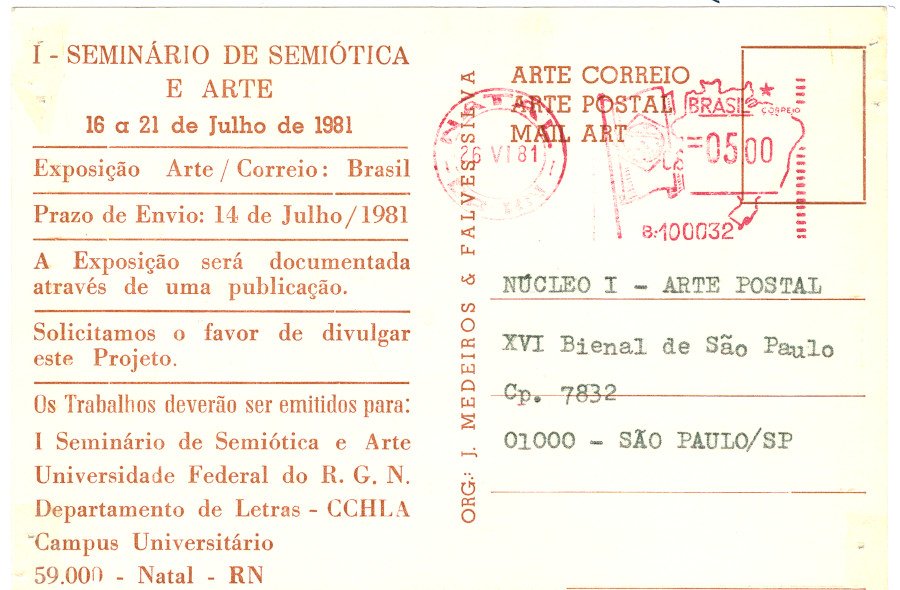 I - SEMINÁRIO DE SEMIÓTICA
E ARTE
16 a 21 de Julho de 1981
Exposição Arte / Correio: Brasil
Prazo de Envio: 14 de Julho/1981
A Exposição será documentada
através de uma publicação.
Solicitamos o favor de divulgar
este Projeto.
Os Trabalhos deverão ser emitidos para:
I Seminário de Semiótica e Arte
Universidade Federal do R. G. N.
Departamento de Letras - CCHLA
Campus Universitário
59.000 - Natal - RN
ORG.: J. MEDEIROS & FALVES SILVA
ARTE CORREIO
ARTE POSTAL
MAIL ART
NATAL
26 VI 81
BRASIL
CORREIO
=0500
B.100032
NÚCLEO I - ARTE POSTAL
XVI Bienal de São Paulo
Cp. 7832
01000 - SÃO PAULO/SP